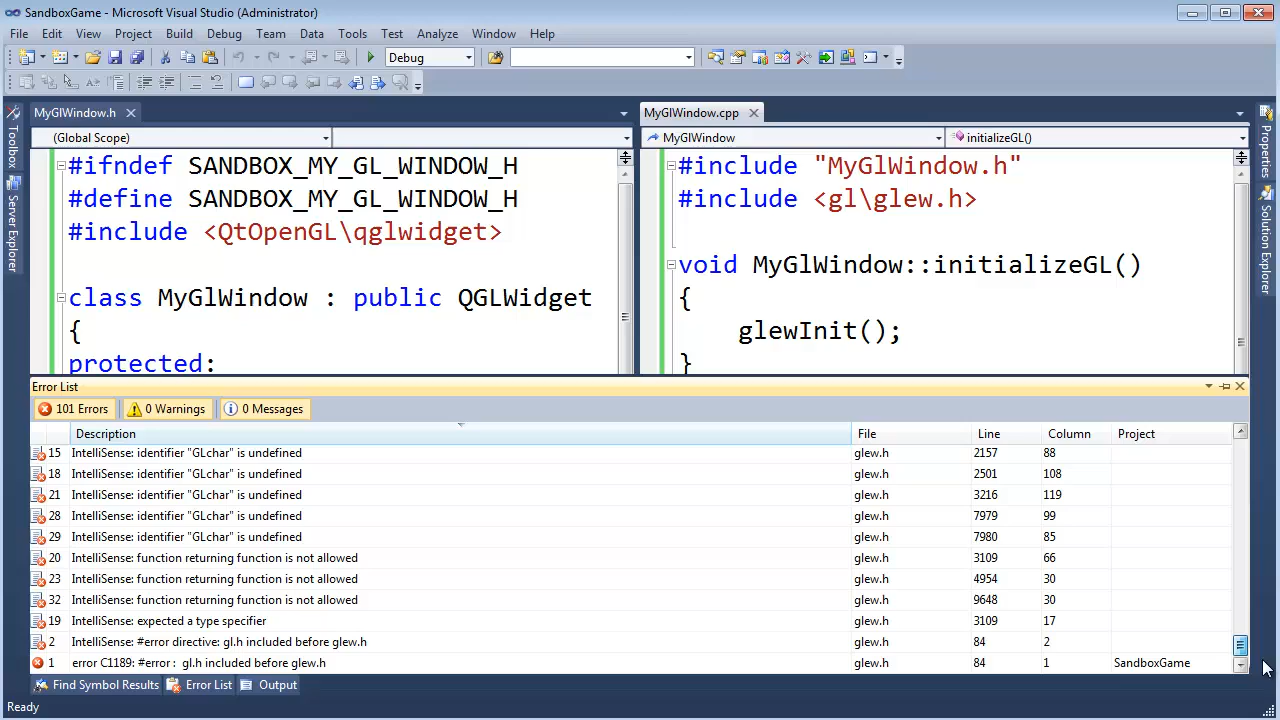 SandboxGame - Microsoft Visual Studio (Administrator)
File Edit View Project Build Debug Team Data Tools Test Analyze Window Help
Debug
Toolbox
Server Explorer
MyGlWindow.h
(Global Scope)
#ifndef SANDBOX_MY_GL_WINDOW_H
#define SANDBOX_MY_GL_WINDOW_H
#include <QtOpenGL\qglwidget>
class MyGlWindow : public QGLWidget
{
protected:
MyGlWindow.cpp
MyGlWindow initializeGL()
#include "MyGlWindow.h"
#include <gl\glew.h>
void MyGlWindow::initializeGL()
{
glewInit();
}
Properties
Solution Explorer
Error List
101 Errors 0 Warnings 0 Messages
Description File Line Column Project
15 IntelliSense: identifier "GLchar" is undefined glew.h 2157 88
18 IntelliSense: identifier "GLchar" is undefined glew.h 2501 108
21 IntelliSense: identifier "GLchar" is undefined glew.h 3216 119
28 IntelliSense: identifier "GLchar" is undefined glew.h 7979 99
29 IntelliSense: identifier "GLchar" is undefined glew.h 7980 85
20 IntelliSense: function returning function is not allowed glew.h 3109 66
23 IntelliSense: function returning function is not allowed glew.h 4954 30
32 IntelliSense: function returning function is not allowed glew.h 9648 30
19 IntelliSense: expected a type specifier glew.h 3109 17
2 IntelliSense: #error directive: gl.h included before glew.h glew.h 84 2
1 error C1189: #error : gl.h included before glew.h glew.h 84 1 SandboxGame
Find Symbol Results Error List Output
Ready